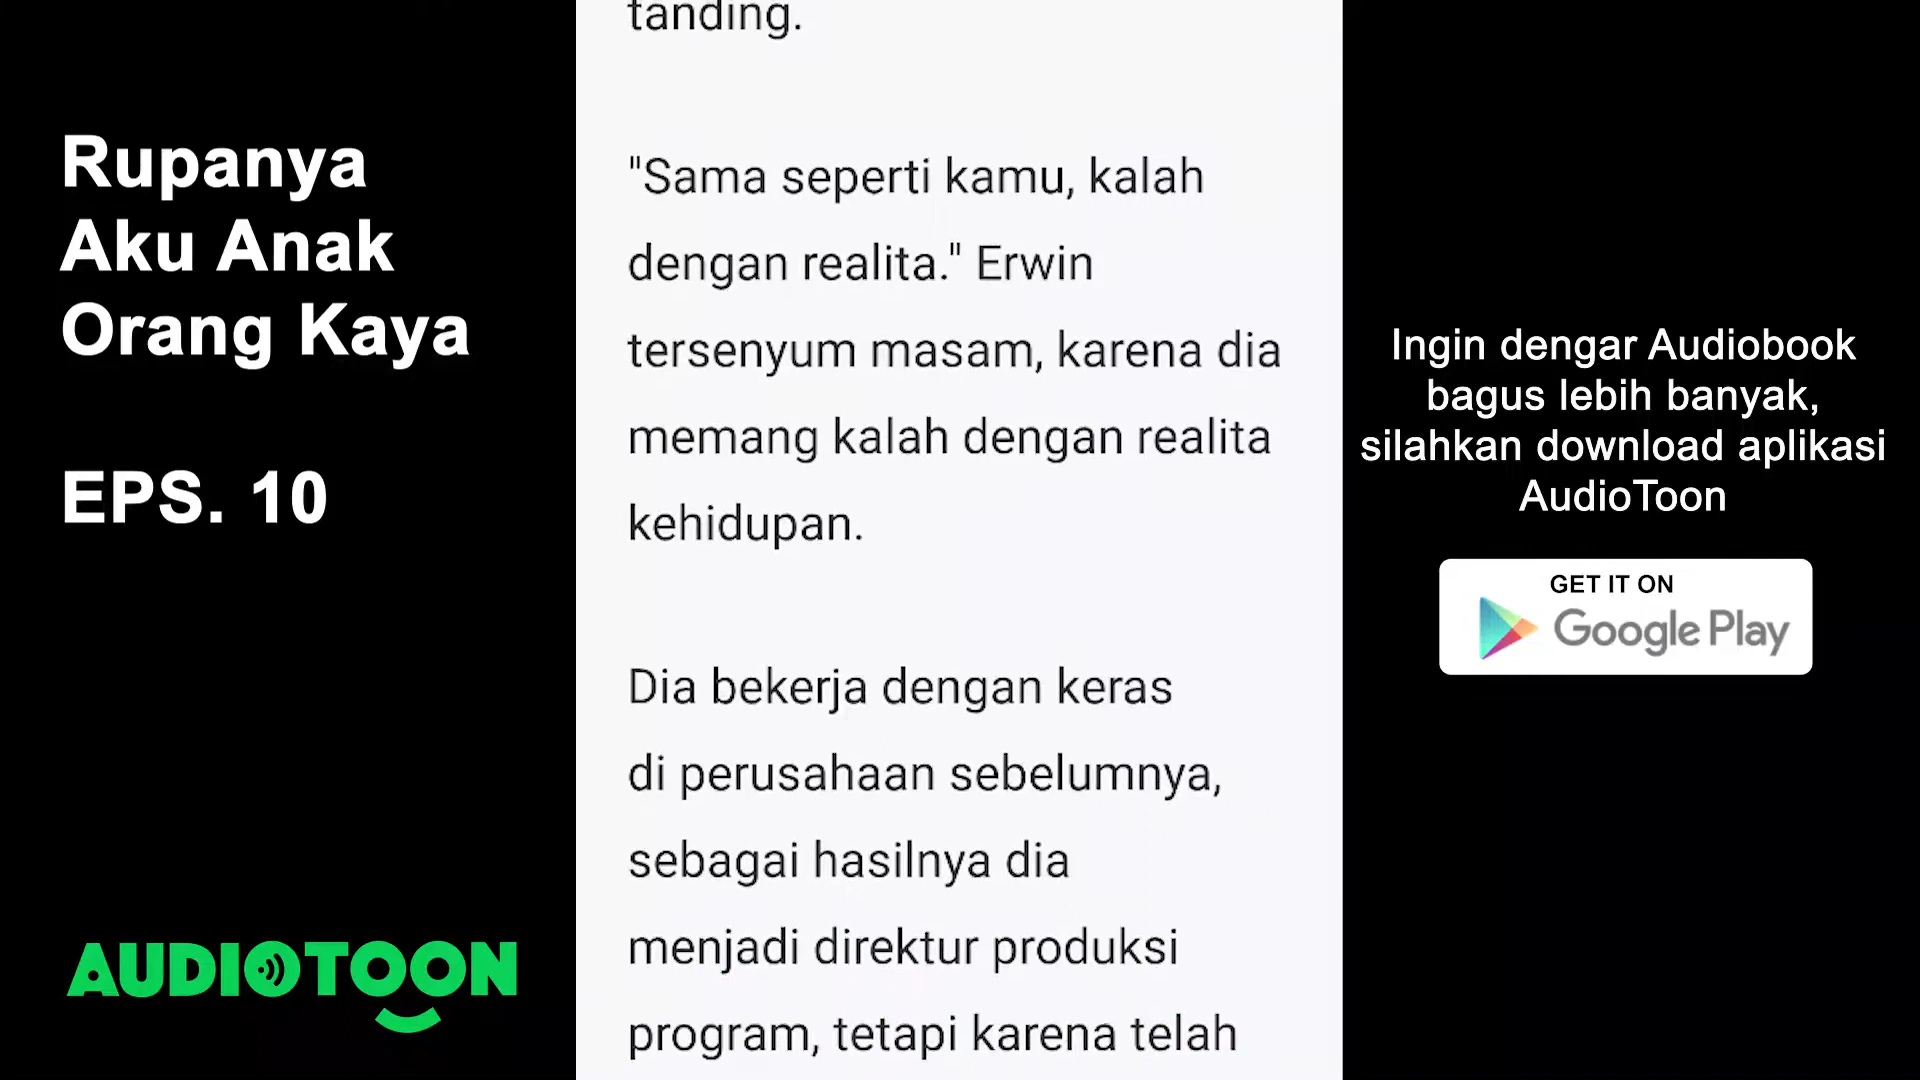 Rupanya
Aku Anak
Orang Kaya
EPS. 10
AUDIOTOON
tanding.
"Sama seperti kamu, kalah
dengan realita." Erwin
tersenyum masam, karena dia
memang kalah dengan realita
kehidupan.
Dia bekerja dengan keras
di perusahaan sebelumnya,
sebagai hasilnya dia
menjadi direktur produksi
program, tetapi karena telah
Ingin dengar Audiobook
bagus lebih banyak,
silahkan download aplikasi
AudioToon
GET IT ON
Google Play